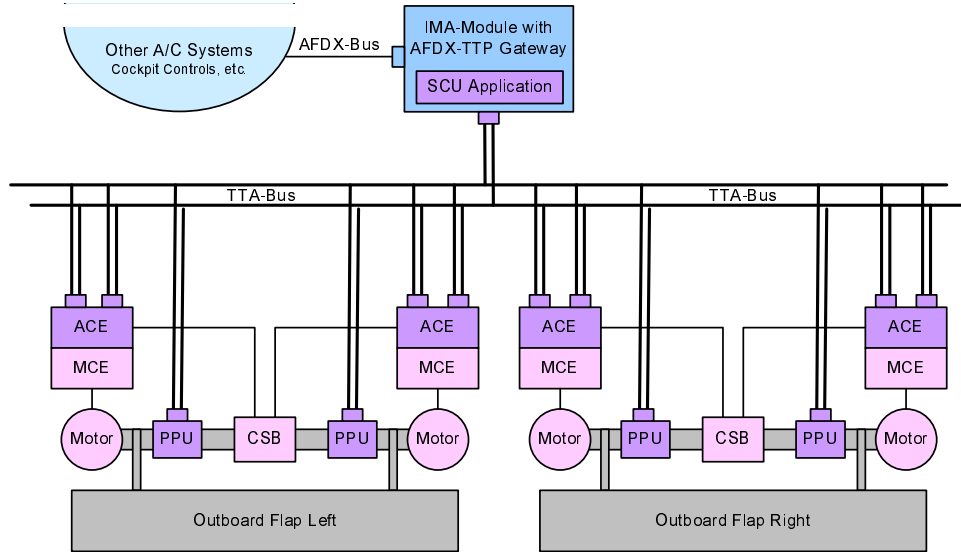 Other A/C Systems
Cockpit Controls, etc.
AFDX-Bus
IMA-Module with
AFDX-TTP Gateway
SCU Application
TTA-Bus
TTA-Bus
ACE
MCE
ACE
MCE
ACE
MCE
ACE
MCE
Motor
PPU
CSB
PPU
Motor
Motor
PPU
CSB
PPU
Motor
Outboard Flap Left
Outboard Flap Right